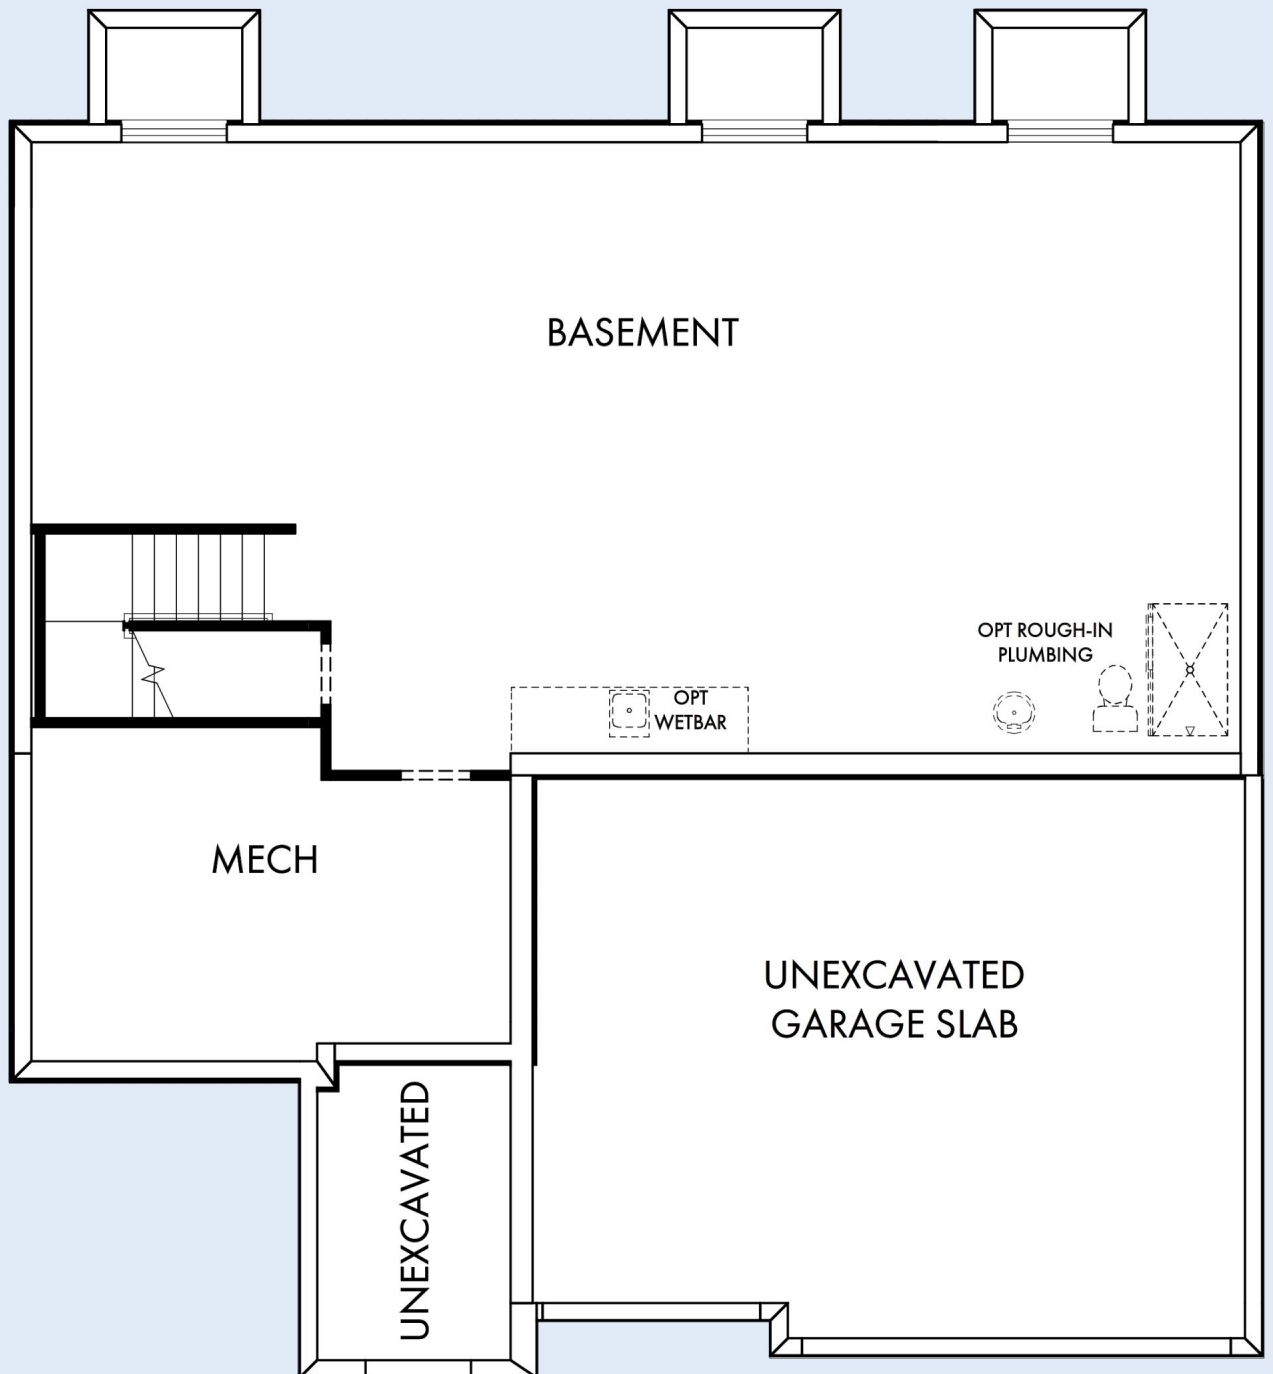 BASEMENT
OPT ROUGH-IN
PLUMBING
OPT
WETBAR
MECH
UNEXCAVATED
GARAGE SLAB
UNEXCAVATED